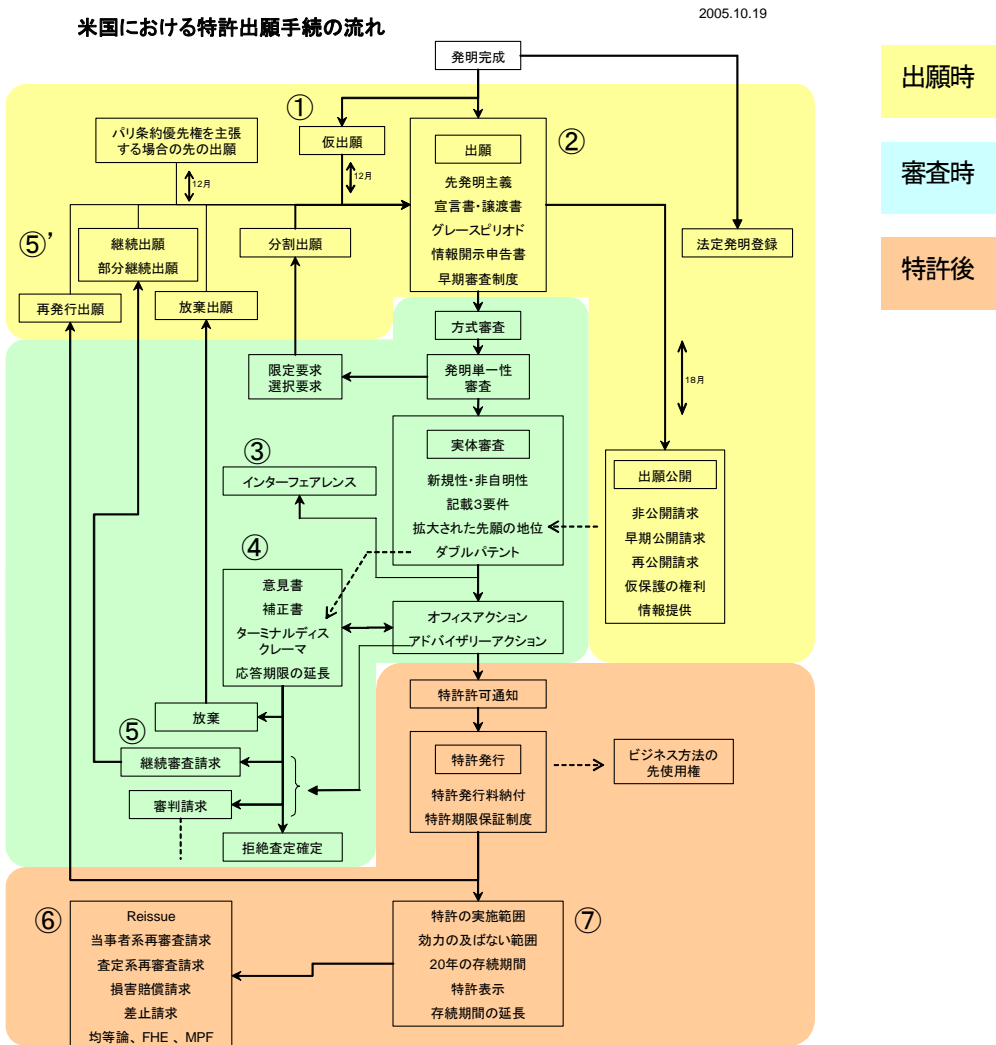 米国における特許出願手続の流れ
2005.10.19
発明完成
出願時
審査時
特許後
①
パリ条約優先権を主張
する場合の先の出願
12月
仮出願
12月
②
出願
先発明主義
宣言書・譲渡書
グレースピリオド
情報開示申告書
早期審査制度
法定発明登録
⑤’
継続出願
部分継続出願
分割出願
再発行出願
放棄出願
方式審査
限定要求
選択要求
発明単一性
審査
18月
③
インターフェアレンス
実体審査
新規性・非自明性
記載3要件
拡大された先願の地位
ダブルパテント
出願公開
非公開請求
早期公開請求
再公開請求
仮保護の権利
情報提供
④
意見書
補正書
ターミナルディス
クレーマ
応答期限の延長
オフィスアクション
アドバイザリーアクション
特許許可通知
放棄
⑤
継続審査請求
審判請求
拒絶査定確定
特許発行
特許発行料納付
特許期限保証制度
ビジネス方法の
先使用権
⑥
Reissue
当事者系再審査請求
査定系再審査請求
損害賠償請求
差止請求
均等論、FHE 、MPF
⑦
特許の実施範囲
効力の及ばない範囲
20年の存続期間
特許表示
存続期間の延長